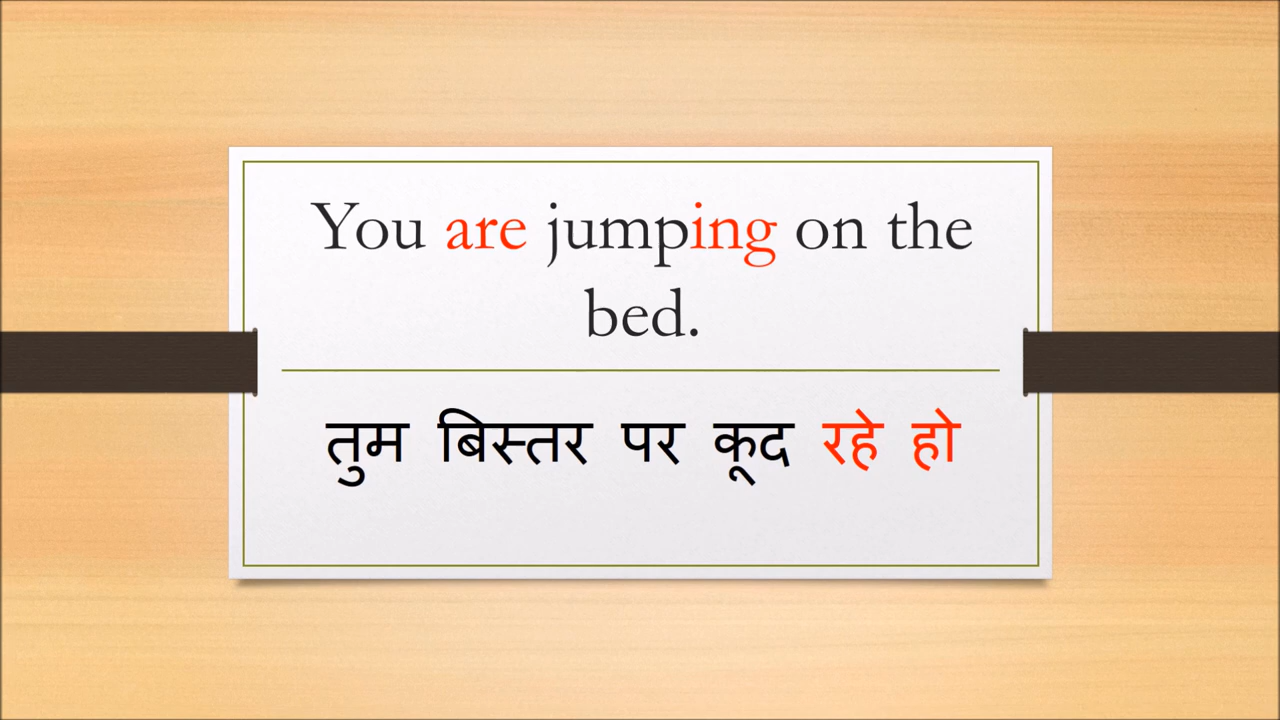 You are jumping on the
bed.
तुम बिस्तर पर कूद रहे हो